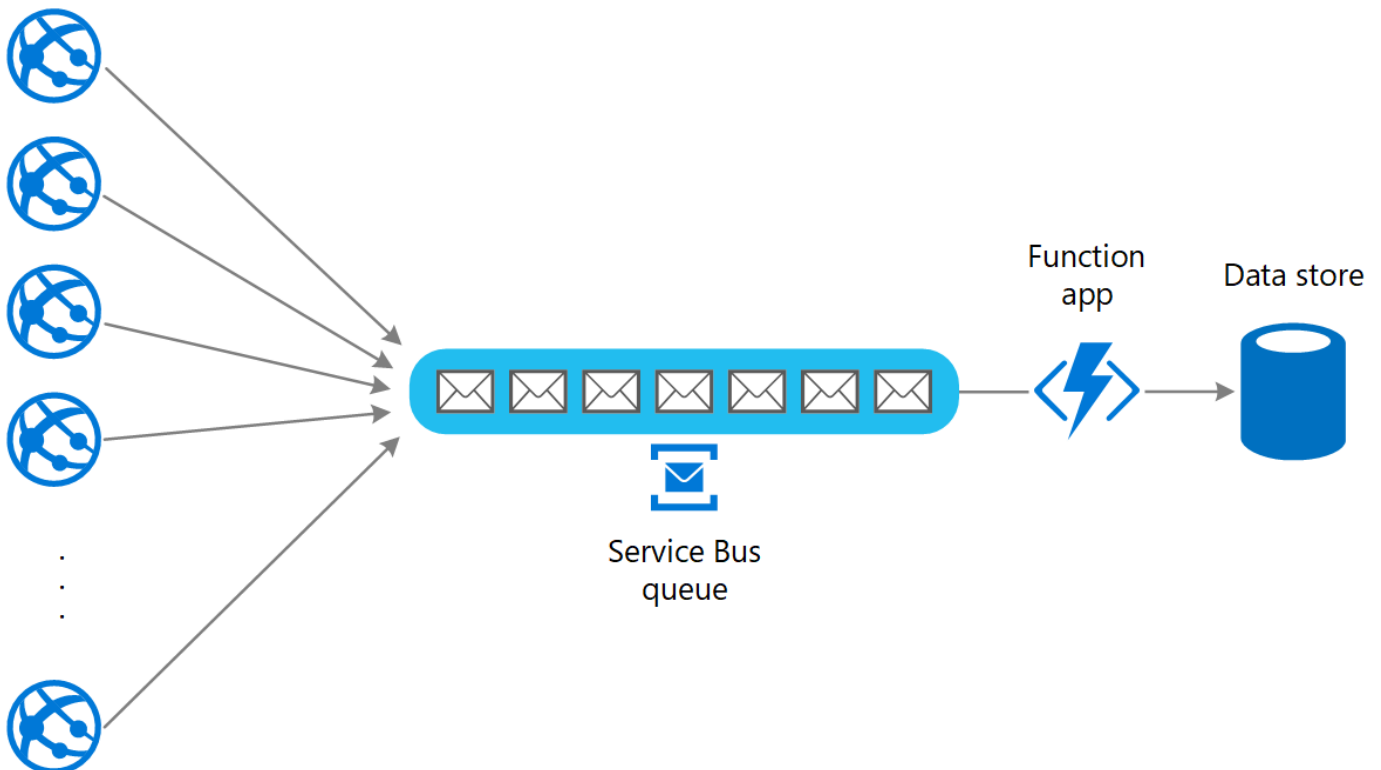 Function
app
Data store
Service Bus
queue